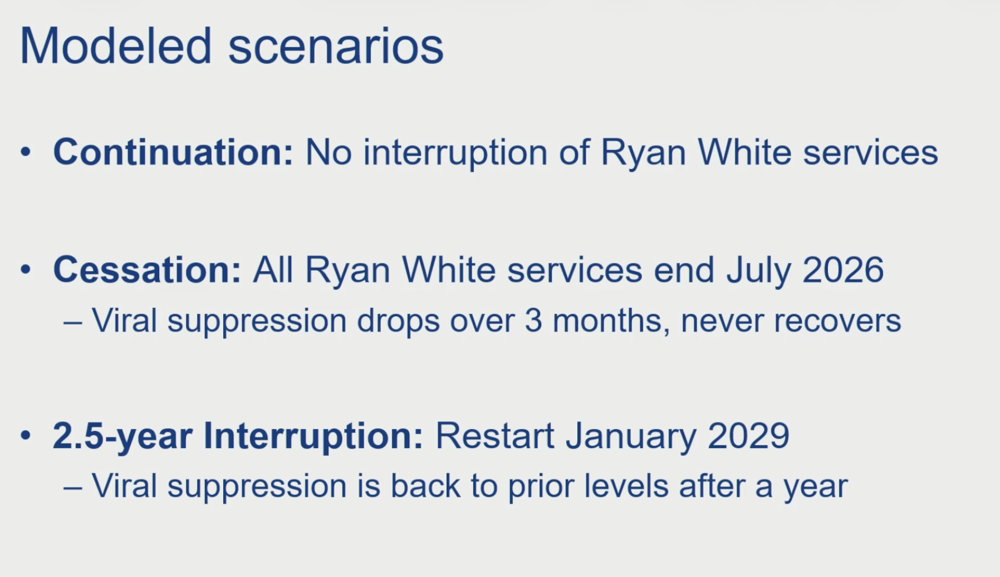 Modeled scenarios
• Continuation: No interruption of Ryan White services
• Cessation: All Ryan White services end July 2026
– Viral suppression drops over 3 months, never recovers
• 2.5-year Interruption: Restart January 2029
– Viral suppression is back to prior levels after a year